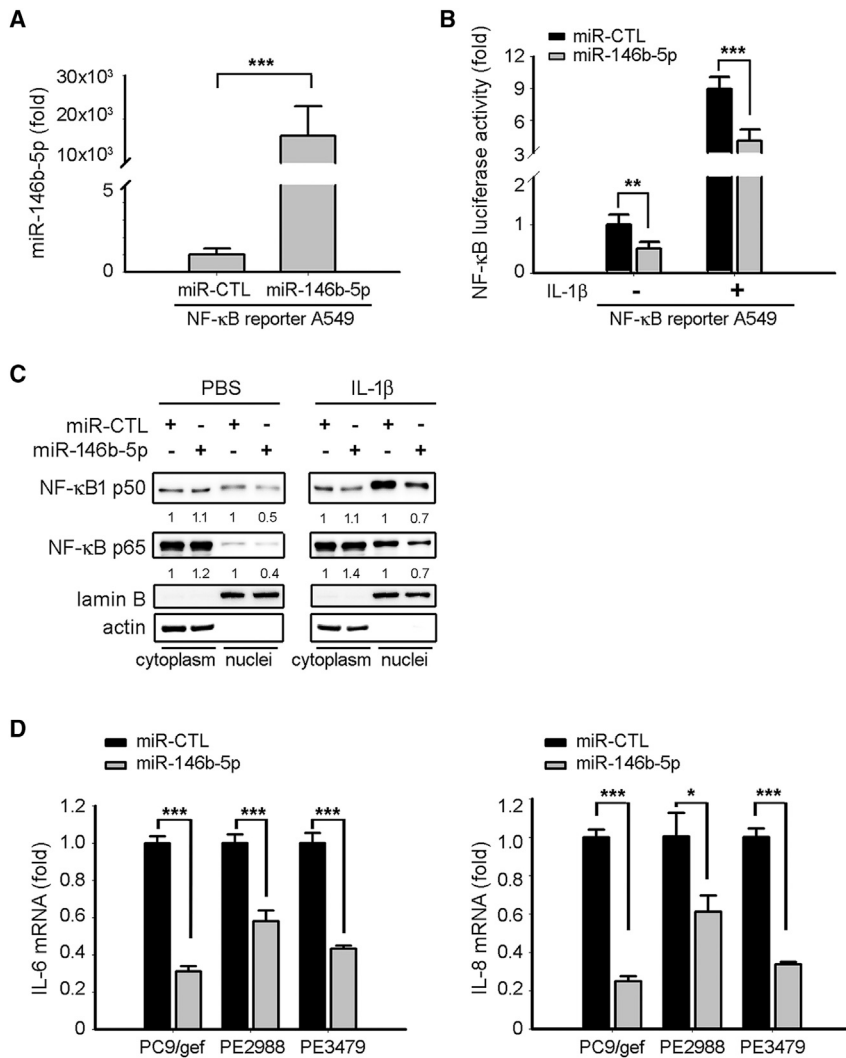 A
miR-146b-5p (fold)
30x10³
20x10³
10x10³
5
0
***
miR-CTL miR-146b-5p
NF-κB reporter A549
B
NF-κB luciferase activity (fold)
miR-CTL
miR-146b-5p
12
9
6
3
2
1
0
**
***
IL-1β - +
NF-κB reporter A549
C
PBS IL-1β
miR-CTL + - + - + - + -
miR-146b-5p - + - + - + - +
NF-κB1 p50
1 1.1 1 0.5 1 1.1 1 0.7
NF-κB p65
1 1.2 1 0.4 1 1.4 1 0.7
lamin B
actin
cytoplasm nuclei cytoplasm nuclei
D
miR-CTL
miR-146b-5p
IL-6 mRNA (fold)
1.2
1.0
0.8
0.6
0.4
0.2
0
*** *** ***
PC9/gef PE2988 PE3479
miR-CTL
miR-146b-5p
IL-8 mRNA (fold)
1.2
1.0
0.8
0.6
0.4
0.2
0
*** * ***
PC9/gef PE2988 PE3479